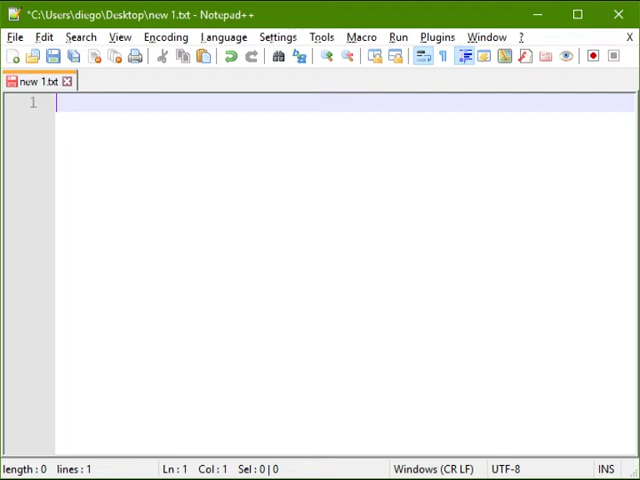 *C:\Users\diego\Desktop\new 1.txt - Notepad++
File Edit Search View Encoding Language Settings Tools Macro Run Plugins Window ? X
new 1.txt
1
length : 0 lines : 1 Ln : 1 Col : 1 Sel : 0 | 0 Windows (CR LF) UTF-8 INS